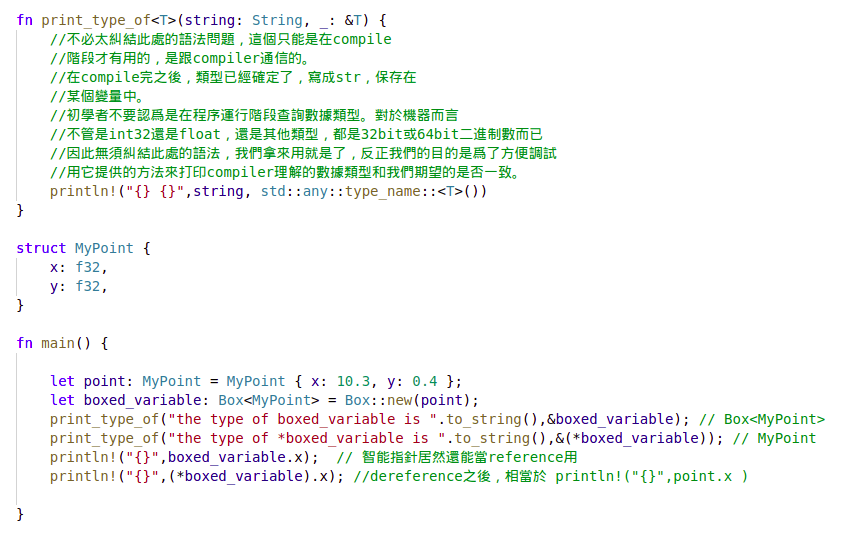 fn print_type_of<T>(string: String, _: &T) {
    //不必太糾結此處的語法問題，這個只能是在compile
    //階段才有用的，是跟compiler通信的。
    //在compile完之後，類型已經確定了，寫成str，保存在
    //某個變量中。
    //初學者不要認爲是在程序運行階段查詢數據類型。對於機器而言
    //不管是int32還是float，還是其他類型，都是32bit或64bit二進制數而已
    //因此無須糾結此處的語法，我們拿來用就是了，反正我們的目的是爲了方便調試
    //用它提供的方法來打印compiler理解的數據類型和我們期望的是否一致。
    println!("{} {}",string, std::any::type_name::<T>())
}

struct MyPoint {
    x: f32,
    y: f32,
}

fn main() {

    let point: MyPoint = MyPoint { x: 10.3, y: 0.4 };
    let boxed_variable: Box<MyPoint> = Box::new(point);
    print_type_of("the type of boxed_variable is ".to_string(),&boxed_variable); // Box<MyPoint>
    print_type_of("the type of *boxed_variable is ".to_string(),&(*boxed_variable)); // MyPoint
    println!("{}",boxed_variable.x);  // 智能指針居然還能當reference用
    println!("{}",(*boxed_variable).x); //dereference之後，相當於 println!("{}",point.x )

}